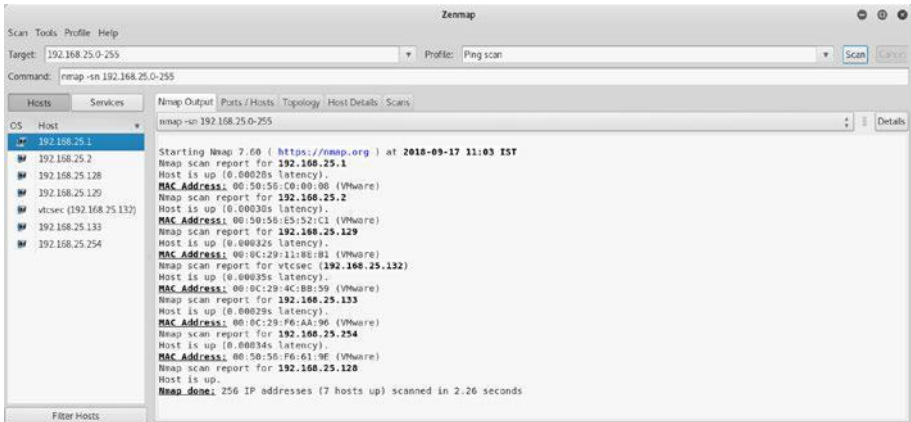 Zenmap
Scan Tools Profile Help
Target: 192.168.25.0-255 Profile: Ping scan Scan Cancel
Command: nmap -sn 192.168.25.0-255
Hosts Services
Nmap Output Ports / Hosts Topology Host Details Scans
OS Host
nmap -sn 192.168.25.0-255 Details
192.168.25.1
192.168.25.2
192.168.25.128
192.168.25.129
vtcsec (192.168.25.132)
192.168.25.133
192.168.25.254
Starting Nmap 7.60 ( https://nmap.org ) at 2018-09-17 11:03 IST
Nmap scan report for 192.168.25.1
Host is up (0.00028s latency).
MAC Address: 00:50:56:C0:00:08 (VMware)
Nmap scan report for 192.168.25.2
Host is up (0.00030s latency).
MAC Address: 00:50:56:E5:52:C1 (VMware)
Nmap scan report for 192.168.25.129
Host is up (0.00032s latency).
MAC Address: 00:0C:29:11:8E:B1 (VMware)
Nmap scan report for vtcsec (192.168.25.132)
Host is up (0.00035s latency).
MAC Address: 00:0C:29:4C:BB:59 (VMware)
Nmap scan report for 192.168.25.133
Host is up (0.00029s latency).
MAC Address: 00:0C:29:F6:AA:96 (VMware)
Nmap scan report for 192.168.25.254
Host is up (0.00034s latency).
MAC Address: 00:50:56:F6:61:9E (VMware)
Nmap scan report for 192.168.25.128
Host is up.
Nmap done: 256 IP addresses (7 hosts up) scanned in 2.26 seconds
Filter Hosts